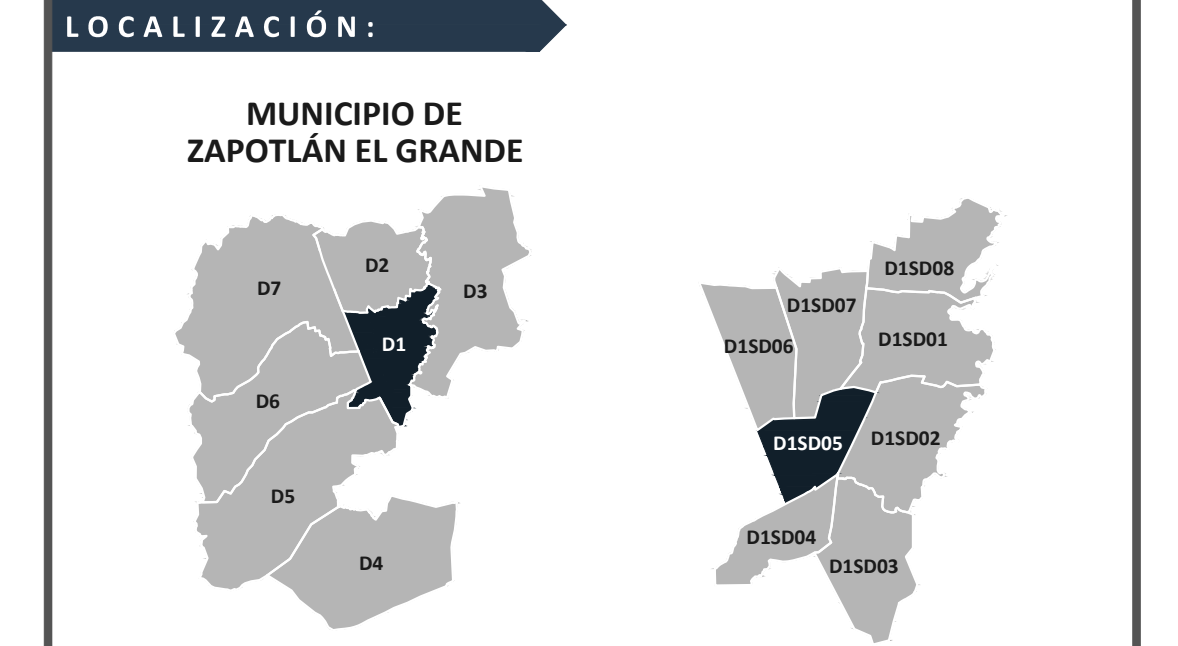 LOCALIZACIÓN:
MUNICIPIO DE
ZAPOTLÁN EL GRANDE
D2
D7
D3
D1
D6
D5
D4
D1SD08
D1SD07
D1SD01
D1SD06
D1SD02
D1SD05
D1SD04
D1SD03